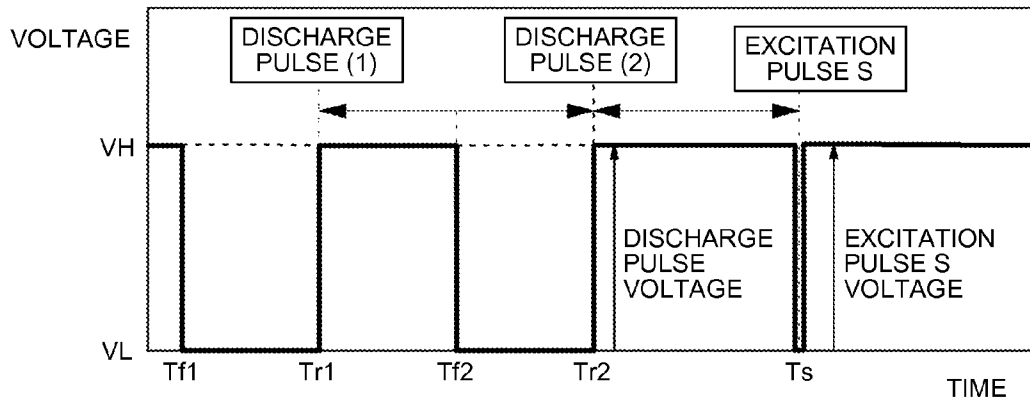 VOLTAGE
DISCHARGE
PULSE (1)
DISCHARGE
PULSE (2)
EXCITATION
PULSE S
VH
DISCHARGE
PULSE
VOLTAGE
EXCITATION
PULSE S
VOLTAGE
VL
Tf1
Tr1
Tf2
Tr2
Ts
TIME